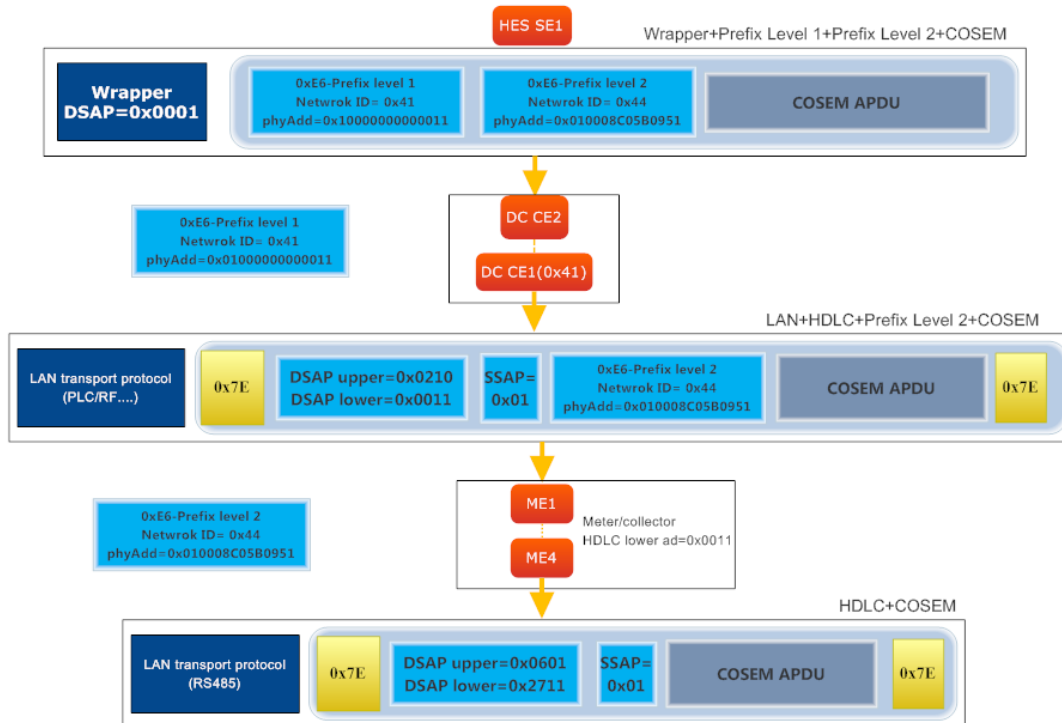 HES SE1
Wrapper+Prefix Level 1+Prefix Level 2+COSEM
Wrapper
DSAP=0x0001
0xE6-Prefix level 1
Netwrok ID= 0x41
phyAdd=0x10000000000011
0xE6-Prefix level 2
Netwrok ID= 0x44
phyAdd=0x010008C05B0951
COSEM APDU
0xE6-Prefix level 1
Netwrok ID= 0x41
phyAdd=0x01000000000011
DC CE2
DC CE1(0x41)
LAN+HDLC+Prefix Level 2+COSEM
LAN transport protocol
(PLC/RF....)
0x7E
DSAP upper=0x0210
DSAP lower=0x0011
SSAP=
0x01
0xE6-Prefix level 2
Netwrok ID= 0x44
phyAdd=0x010008C05B0951
COSEM APDU
0x7E
0xE6-Prefix level 2
Netwrok ID= 0x44
phyAdd=0x010008C05B0951
ME1
ME4
Meter/collector
HDLC lower ad=0x0011
HDLC+COSEM
LAN transport protocol
(RS485)
0x7E
DSAP upper=0x0601
DSAP lower=0x2711
SSAP=
0x01
COSEM APDU
0x7E